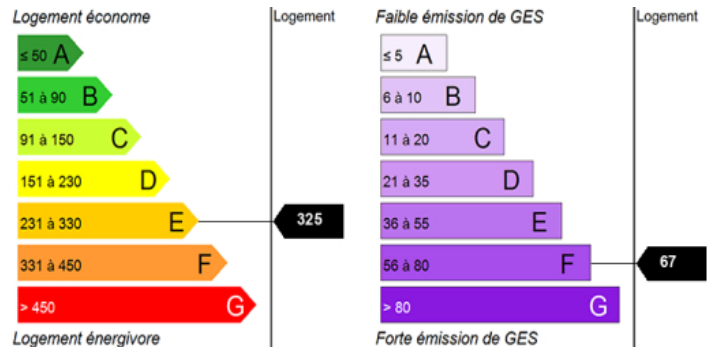 Logement économe
Logement
≤ 50 A
51 à 90 B
91 à 150 C
151 à 230 D
231 à 330 E
325
331 à 450 F
> 450 G
Logement énergivore
Faible émission de GES
Logement
≤ 5 A
6 à 10 B
11 à 20 C
21 à 35 D
36 à 55 E
56 à 80 F
67
> 80 G
Forte émission de GES